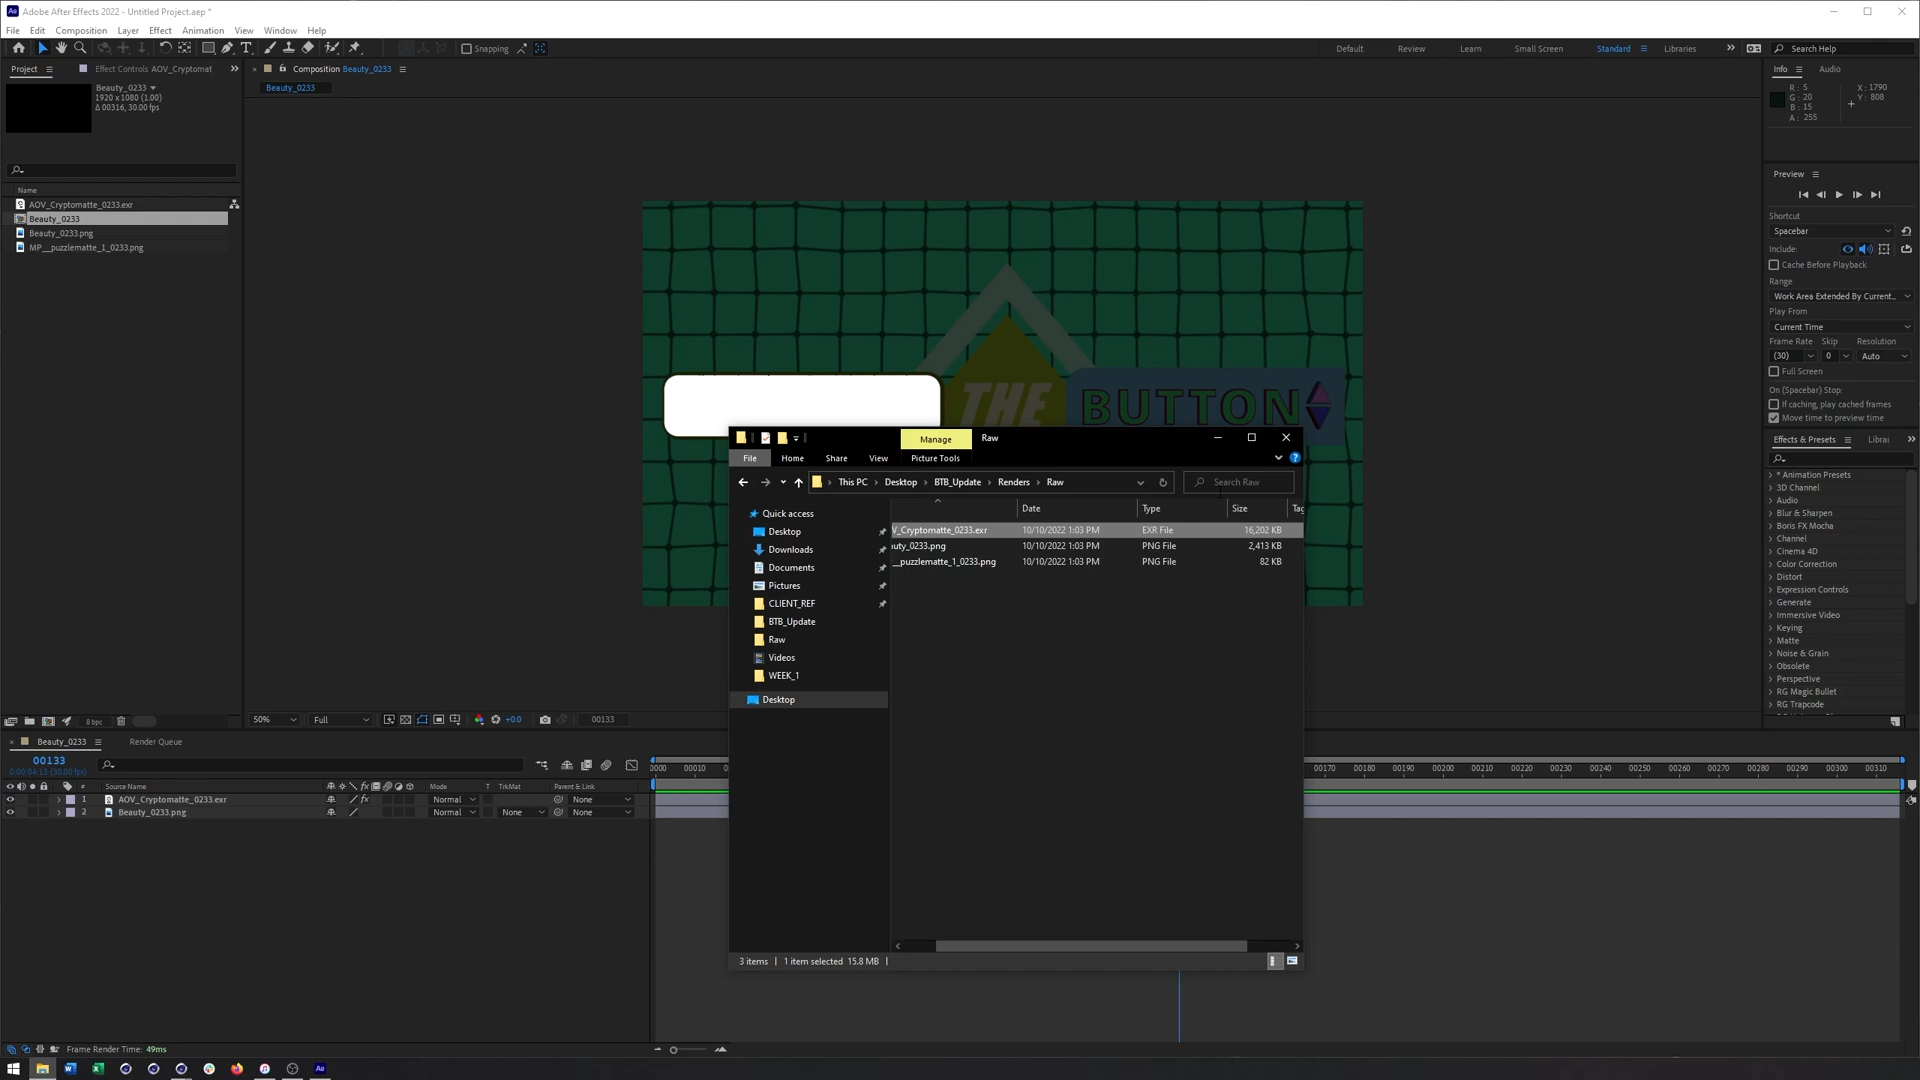 Adobe After Effects 2022 - Untitled Project.aep *
File Edit Composition Layer Effect Animation View Window Help
Snapping
Default Review Learn Small Screen Standard Libraries Search Help
Project Effect Controls AOV_Cryptomat
Composition Beauty_0233
Info Audio
Beauty_0233
1920 x 1080 (1.00)
Δ 00316, 30.00 fps
Beauty_0233
R : 5
G : 20
B : 15
A : 255
X : 1790
Y : 808
Name
AOV_Cryptomatte_0233.exr
Beauty_0233
Beauty_0233.png
MP__puzzlematte_1_0233.png
Preview
Shortcut
Spacebar
Include:
Cache Before Playback
Range
Work Area Extended By Current...
Play From
Current Time
Frame Rate Skip Resolution
(30) 0 Auto
Full Screen
On (Spacebar) Stop:
If caching, play cached frames
Move time to preview time
THE BUTTON
Effects & Presets Librai
* Animation Presets
3D Channel
Audio
Blur & Sharpen
Boris FX Mocha
Channel
Cinema 4D
Color Correction
Distort
Expression Controls
Generate
Immersive Video
Keying
Matte
Noise & Grain
Obsolete
Perspective
RG Magic Bullet
RG Trapcode
Manage Raw
File Home Share View Picture Tools
This PC Desktop BTB_Update Renders Raw Search Raw
Date Type Size Tag
V_Cryptomatte_0233.exr 10/10/2022 1:03 PM EXR File 16,202 KB
uty_0233.png 10/10/2022 1:03 PM PNG File 2,413 KB
__puzzlematte_1_0233.png 10/10/2022 1:03 PM PNG File 82 KB
Quick access
Desktop
Downloads
Documents
Pictures
CLIENT_REF
BTB_Update
Raw
Videos
WEEK_1
Desktop
3 items 1 item selected 15.8 MB
8 bpc
50% Full +0.0 00133
Beauty_0233 Render Queue
00133
0:00:04:13 (30.00 fps)
0000 00010 00170 00180 00190 00200 00210 00220 00230 00240 00250 00260 00270 00280 00290 00300 00310
# Source Name Mode T TrkMat Parent & Link
1 AOV_Cryptomatte_0233.exr Normal None
2 Beauty_0233.png Normal None None
Frame Render Time: 49ms